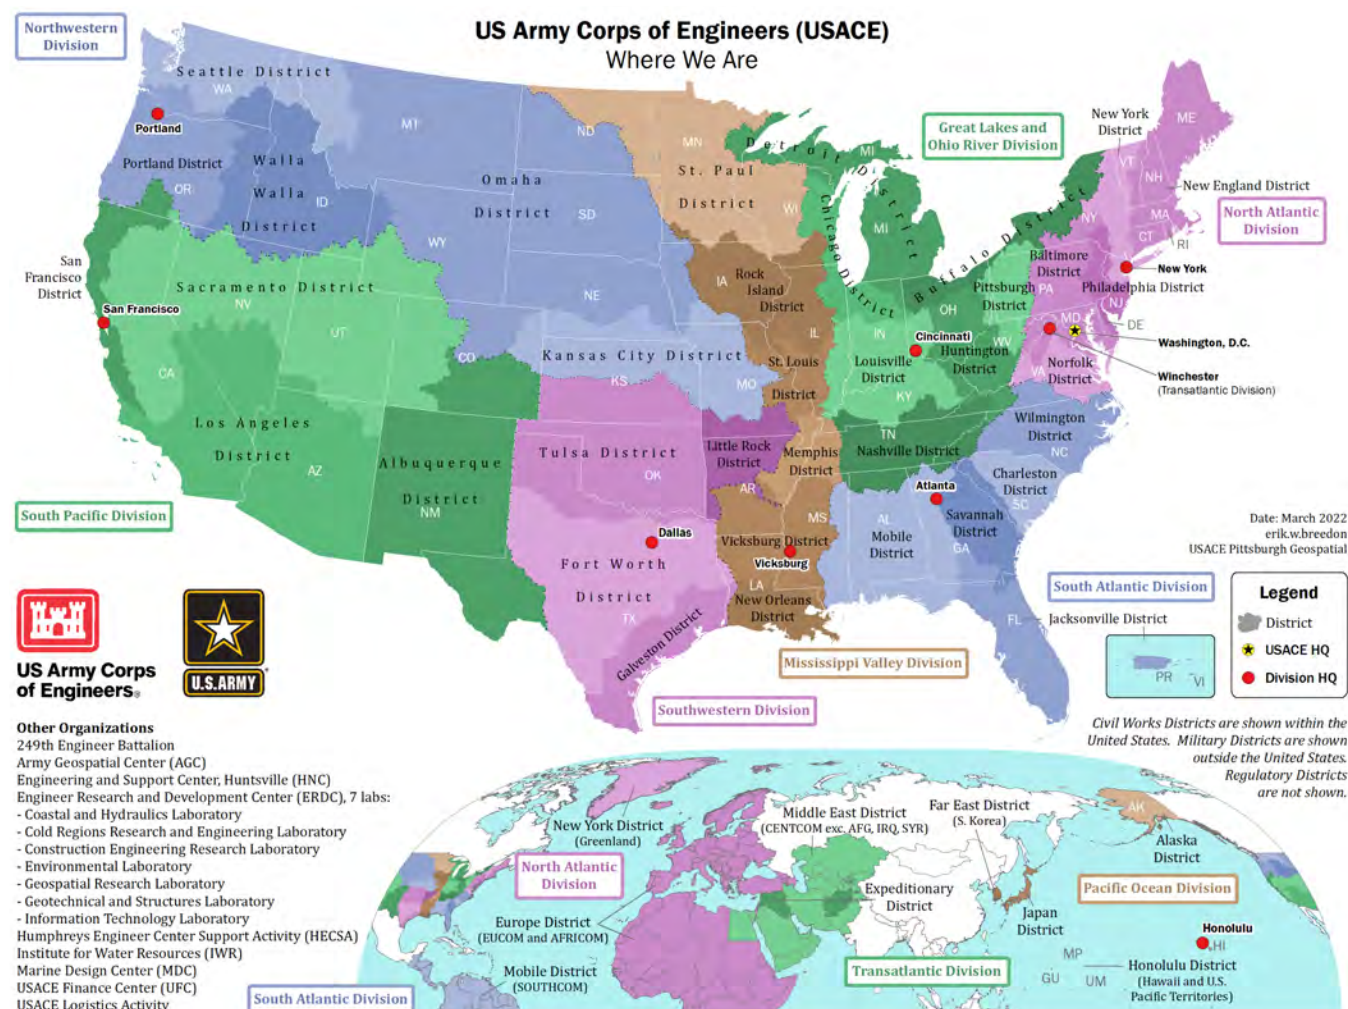 US Army Corps of Engineers (USACE)
Where We Are
Northwestern
Division
Seattle District
WA
Portland
Portland District
OR
Walla
Walla
District
ID
MT
ND
Omaha
District
SD
WY
NE
MN
St. Paul
District
WI
Detroit District
MI
MI
Great Lakes and
Ohio River Division
New York
District
ME
VT
NH
New England District
NY
MA
CT
RI
North Atlantic
Division
San
Francisco
District
San Francisco
Sacramento District
NV
UT
CA
CO
Kansas City District
KS
MO
Rock
Island
District
IA
IL
St. Louis
District
Chicago District
Buffalo District
IN
OH
Pittsburgh
District
Baltimore
District
PA
Philadelphia District
New York
NJ
MD
DE
Washington, D.C.
Cincinnati
Louisville
District
KY
Huntington
District
WV
VA
Norfolk
District
Winchester
(Transatlantic Division)
Los Angeles
District
AZ
Albuquerque
District
NM
Tulsa District
OK
Little Rock
District
AR
Memphis
District
TN
Nashville District
Wilmington
District
NC
Charleston
District
SC
Atlanta
Savannah
District
GA
AL
Mobile
District
MS
Vicksburg District
Vicksburg
LA
New Orleans
District
Dallas
Fort Worth
District
TX
Galveston District
South Pacific Division
Southwestern Division
Mississippi Valley Division
South Atlantic Division
FL
Jacksonville District
PR
VI
Date: March 2022
erik.w.breedon
USACE Pittsburgh Geospatial
Legend
District
USACE HQ
Division HQ
Civil Works Districts are shown within the
United States. Military Districts are shown
outside the United States.
Regulatory Districts
are not shown.
US Army Corps
of Engineers®
U.S.ARMY
Other Organizations
249th Engineer Battalion
Army Geospatial Center (AGC)
Engineering and Support Center, Huntsville (HNC)
Engineer Research and Development Center (ERDC), 7 labs:
- Coastal and Hydraulics Laboratory
- Cold Regions Research and Engineering Laboratory
- Construction Engineering Research Laboratory
- Environmental Laboratory
- Geospatial Research Laboratory
- Geotechnical and Structures Laboratory
- Information Technology Laboratory
Humphreys Engineer Center Support Activity (HECSA)
Institute for Water Resources (IWR)
Marine Design Center (MDC)
USACE Finance Center (UFC)
USACE Logistics Activity
New York District
(Greenland)
North Atlantic
Division
Europe District
(EUCOM and AFRICOM)
Mobile District
(SOUTHCOM)
South Atlantic Division
Middle East District
(CENTCOM exc. AFG, IRQ, SYR)
Far East District
(S. Korea)
Expeditionary
District
Transatlantic Division
Japan
District
AK
Alaska
District
Pacific Ocean Division
Honolulu
HI
MP
GU
UM
Honolulu District
(Hawaii and U.S.
Pacific Territories)